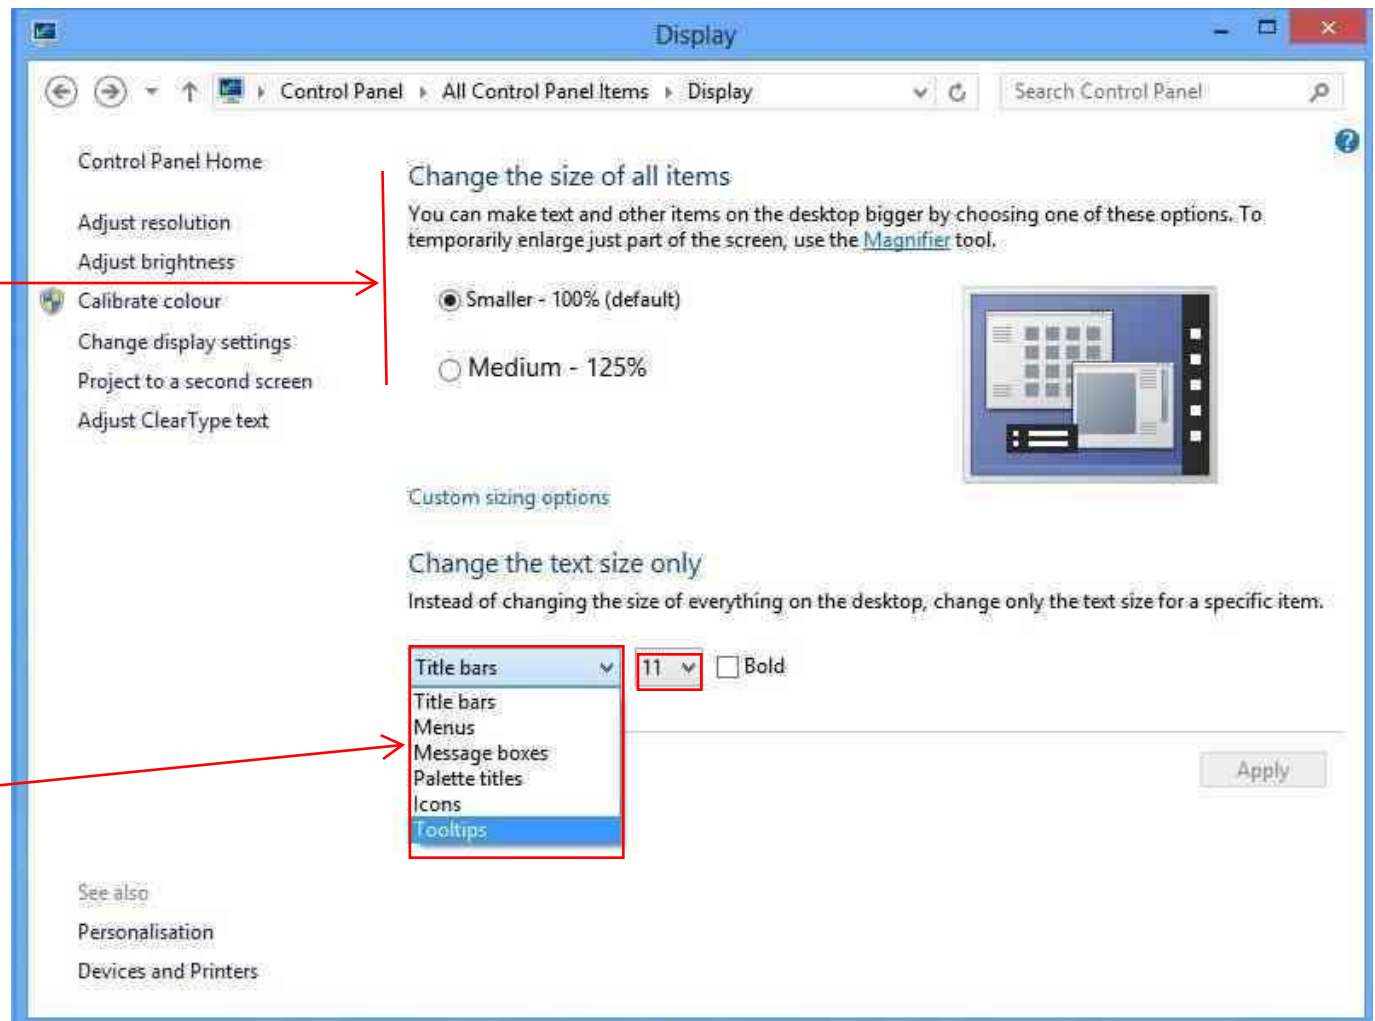 Display
Control Panel
All Control Panel Items
Display
Search Control Panel
Control Panel Home
Adjust resolution
Adjust brightness
Calibrate colour
Change display settings
Project to a second screen
Adjust ClearType text
Change the size of all items
You can make text and other items on the desktop bigger by choosing one of these options. To
temporarily enlarge just part of the screen, use the Magnifier tool.
Smaller - 100% (default)
Medium - 125%
Custom sizing options
Change the text size only
Instead of changing the size of everything on the desktop, change only the text size for a specific item.
Title bars
11
Bold
Title bars
Menus
Message boxes
Palette titles
Icons
Tooltips
Apply
See also
Personalisation
Devices and Printers